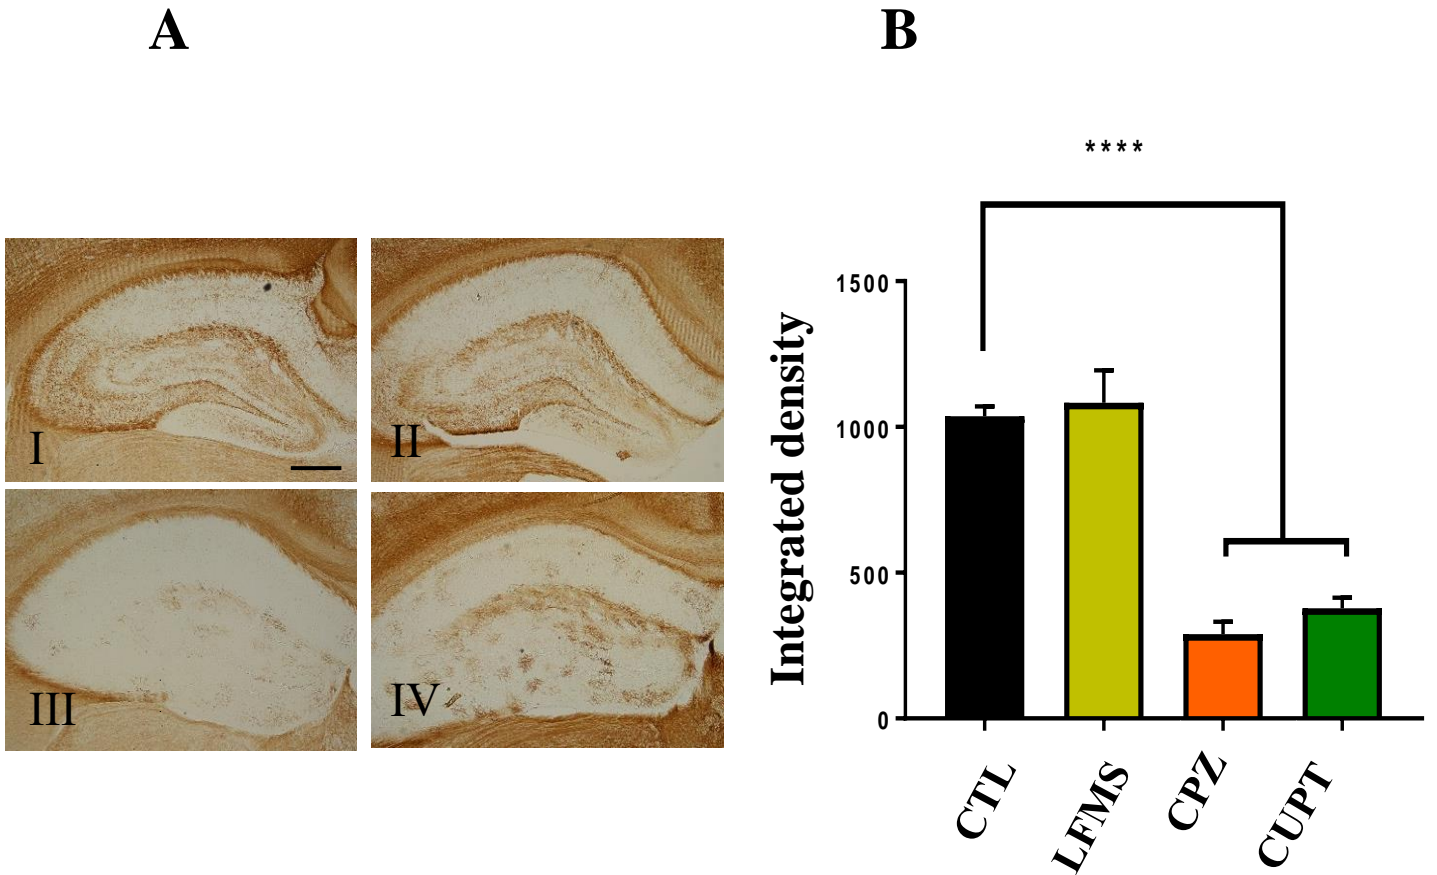 A
B
I
II
III
IV
****
Integrated density
1500
1000
500
0
CTL
LFMS
CPZ
CUPT